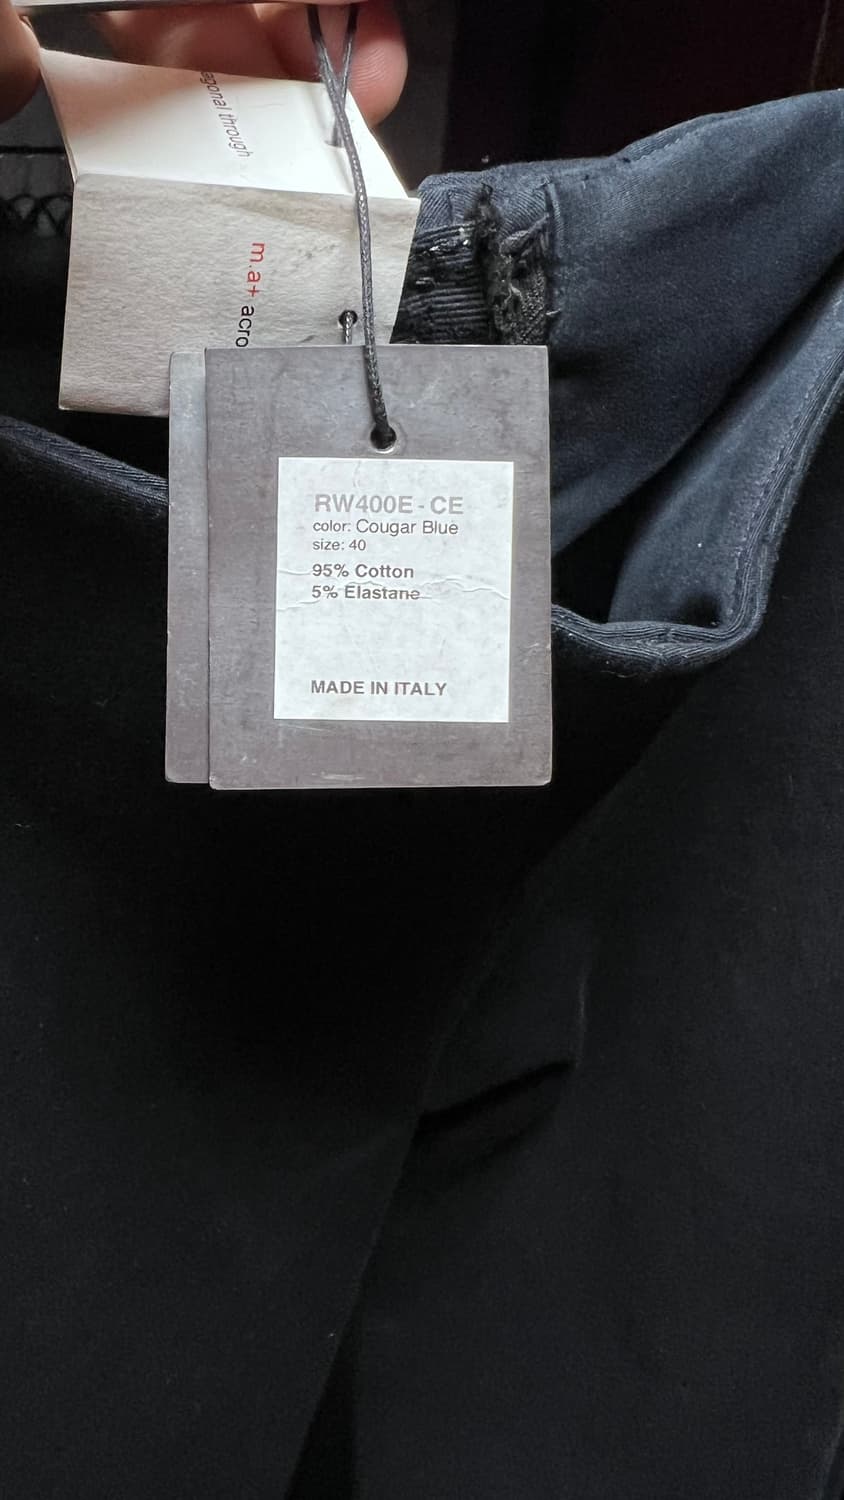 agonal through
m.a+ acro
RW400E - CE
color: Cougar Blue
size: 40
95% Cotton
5% Elastane
MADE IN ITALY